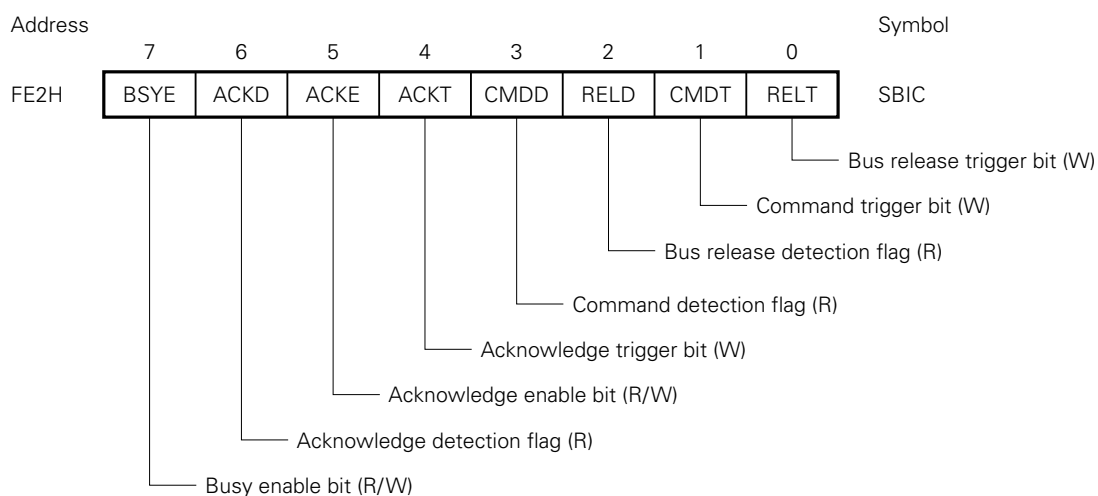 Address Symbol
7 6 5 4 3 2 1 0
FE2H BSYE ACKD ACKE ACKT CMDD RELD CMDT RELT SBIC
Bus release trigger bit (W)
Command trigger bit (W)
Bus release detection flag (R)
Command detection flag (R)
Acknowledge trigger bit (W)
Acknowledge enable bit (R/W)
Acknowledge detection flag (R)
Busy enable bit (R/W)